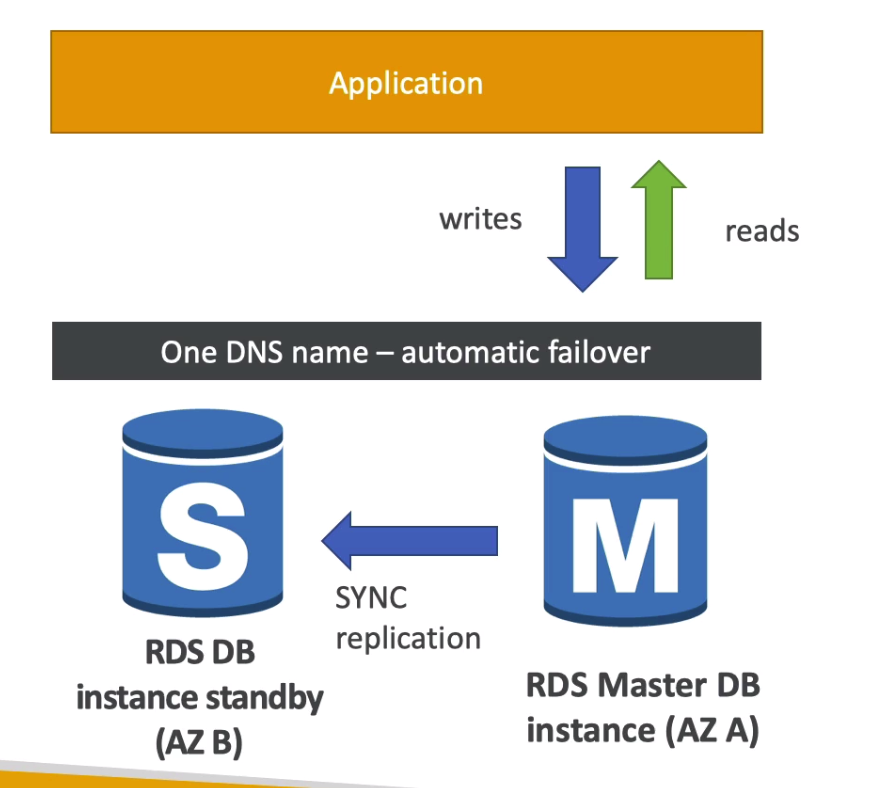 Application
writes
reads
One DNS name – automatic failover
S
M
SYNC
replication
RDS DB
instance standby
(AZ B)
RDS Master DB
instance (AZ A)